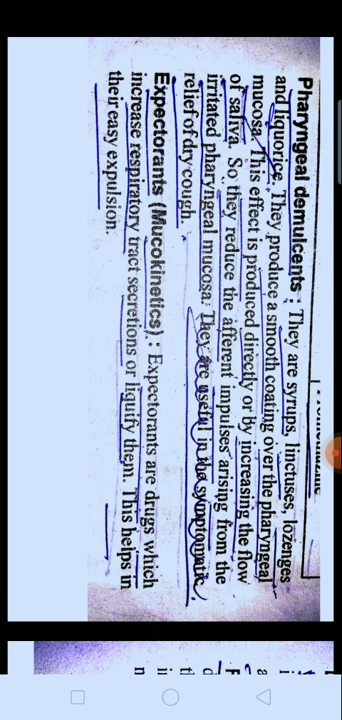 Pharyngeal demulcents : They are syrups, linctuses, lozenges
and liquorice. They produce a smooth coating over the pharyngeal
mucosa. This effect is produced directly or by increasing the flow
of saliva. So they reduce the afferent impulses arising from the
irritated pharyngeal mucosa. They are useful in the symptomatic
relief of dry cough.
Expectorants (Mucokinetics) : Expectorants are drugs which
increase respiratory tract secretions or liquify them. This helps in
their easy expulsion.